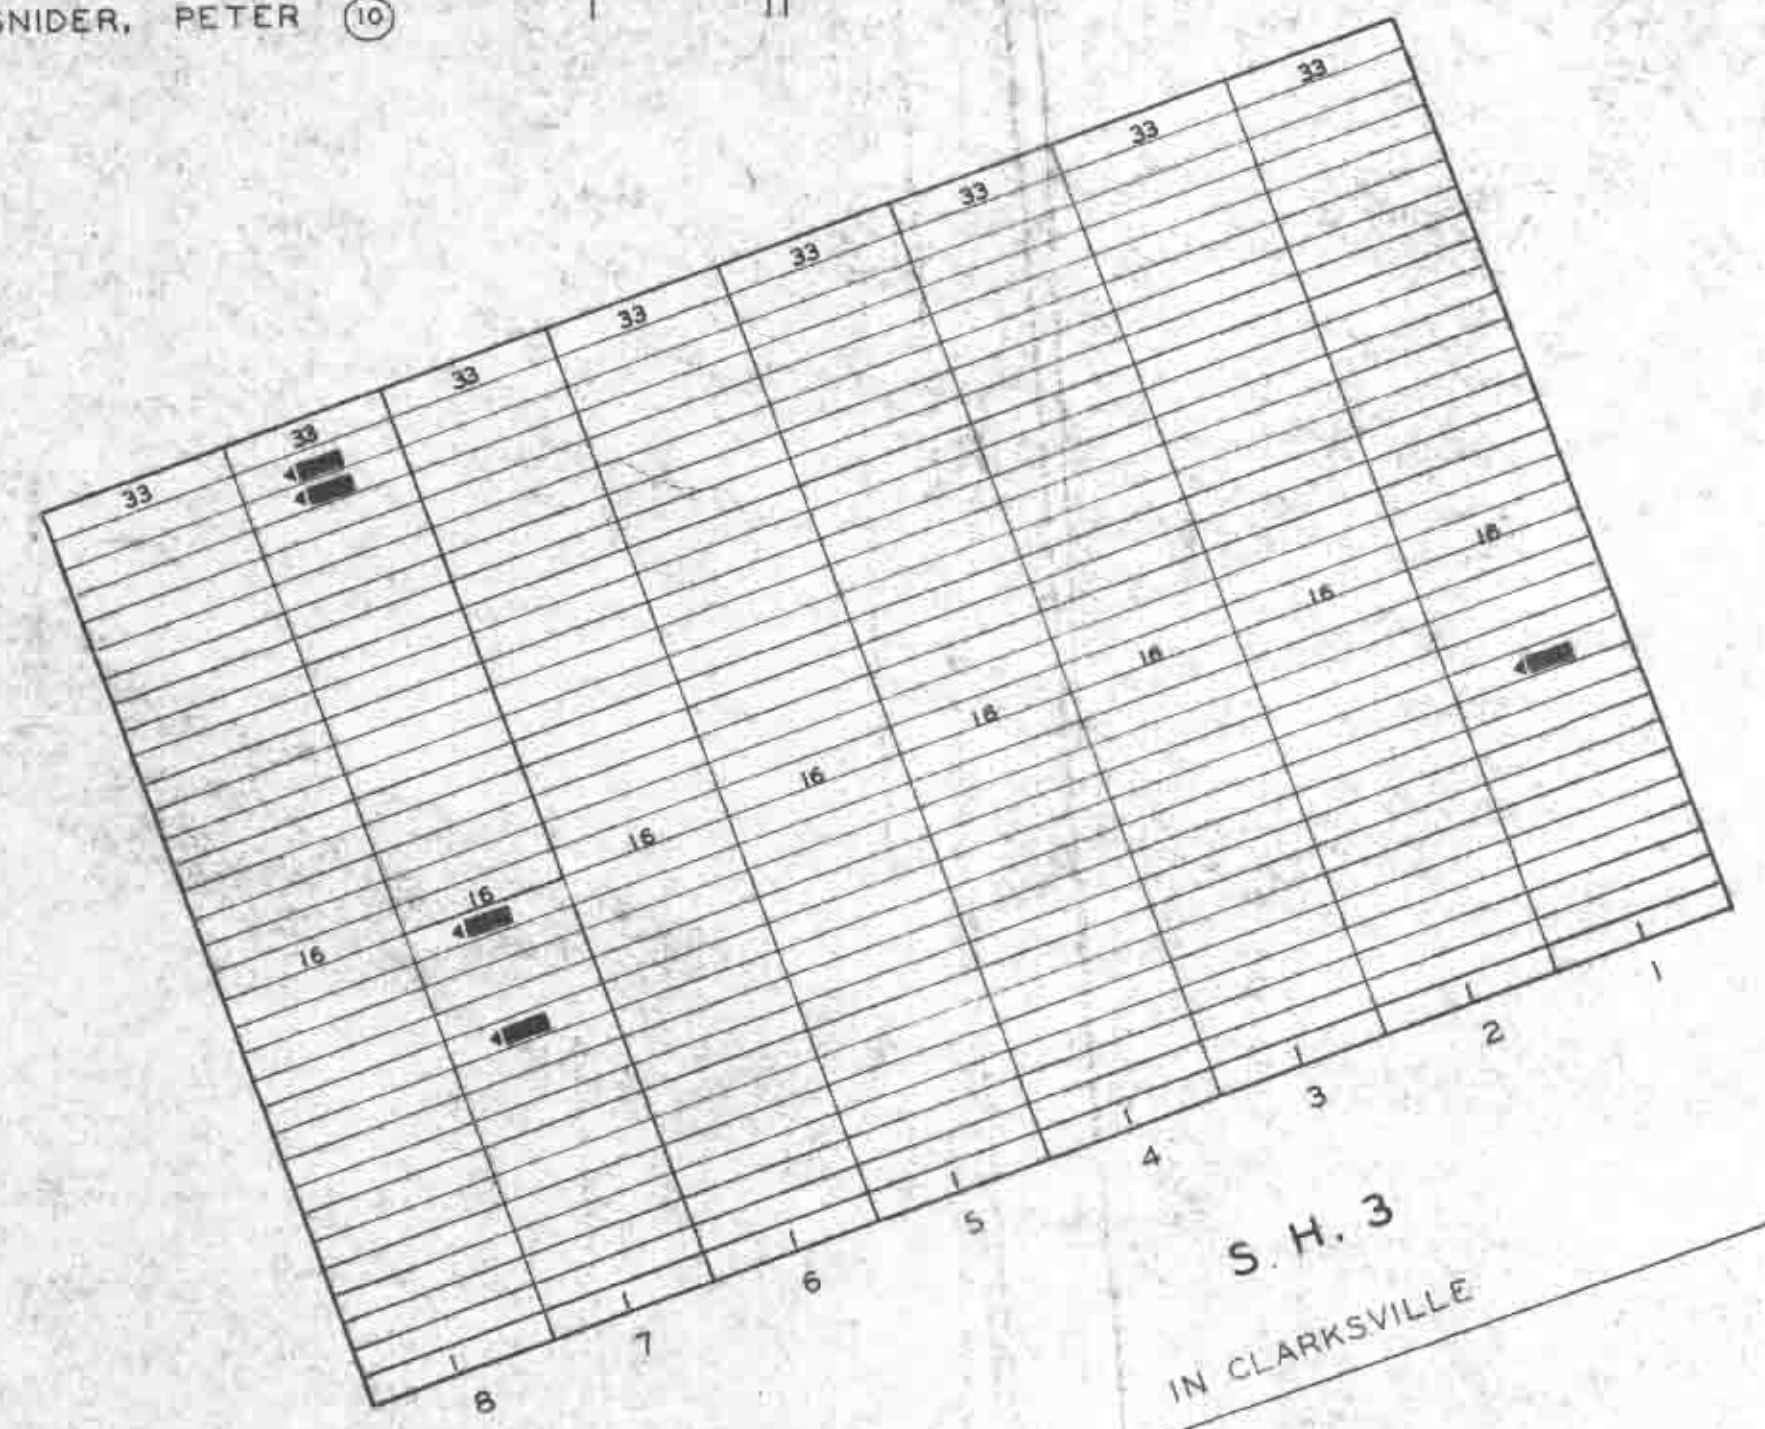 SNIDER, PETER 10
33 33 33 33 33 33 33 33
16 16 16 16 16 16 16 16
1 1 1 1 1 1 1 1
8 7 6 5 4 3 2 1
S. H. 3
IN CLARKSVILLE